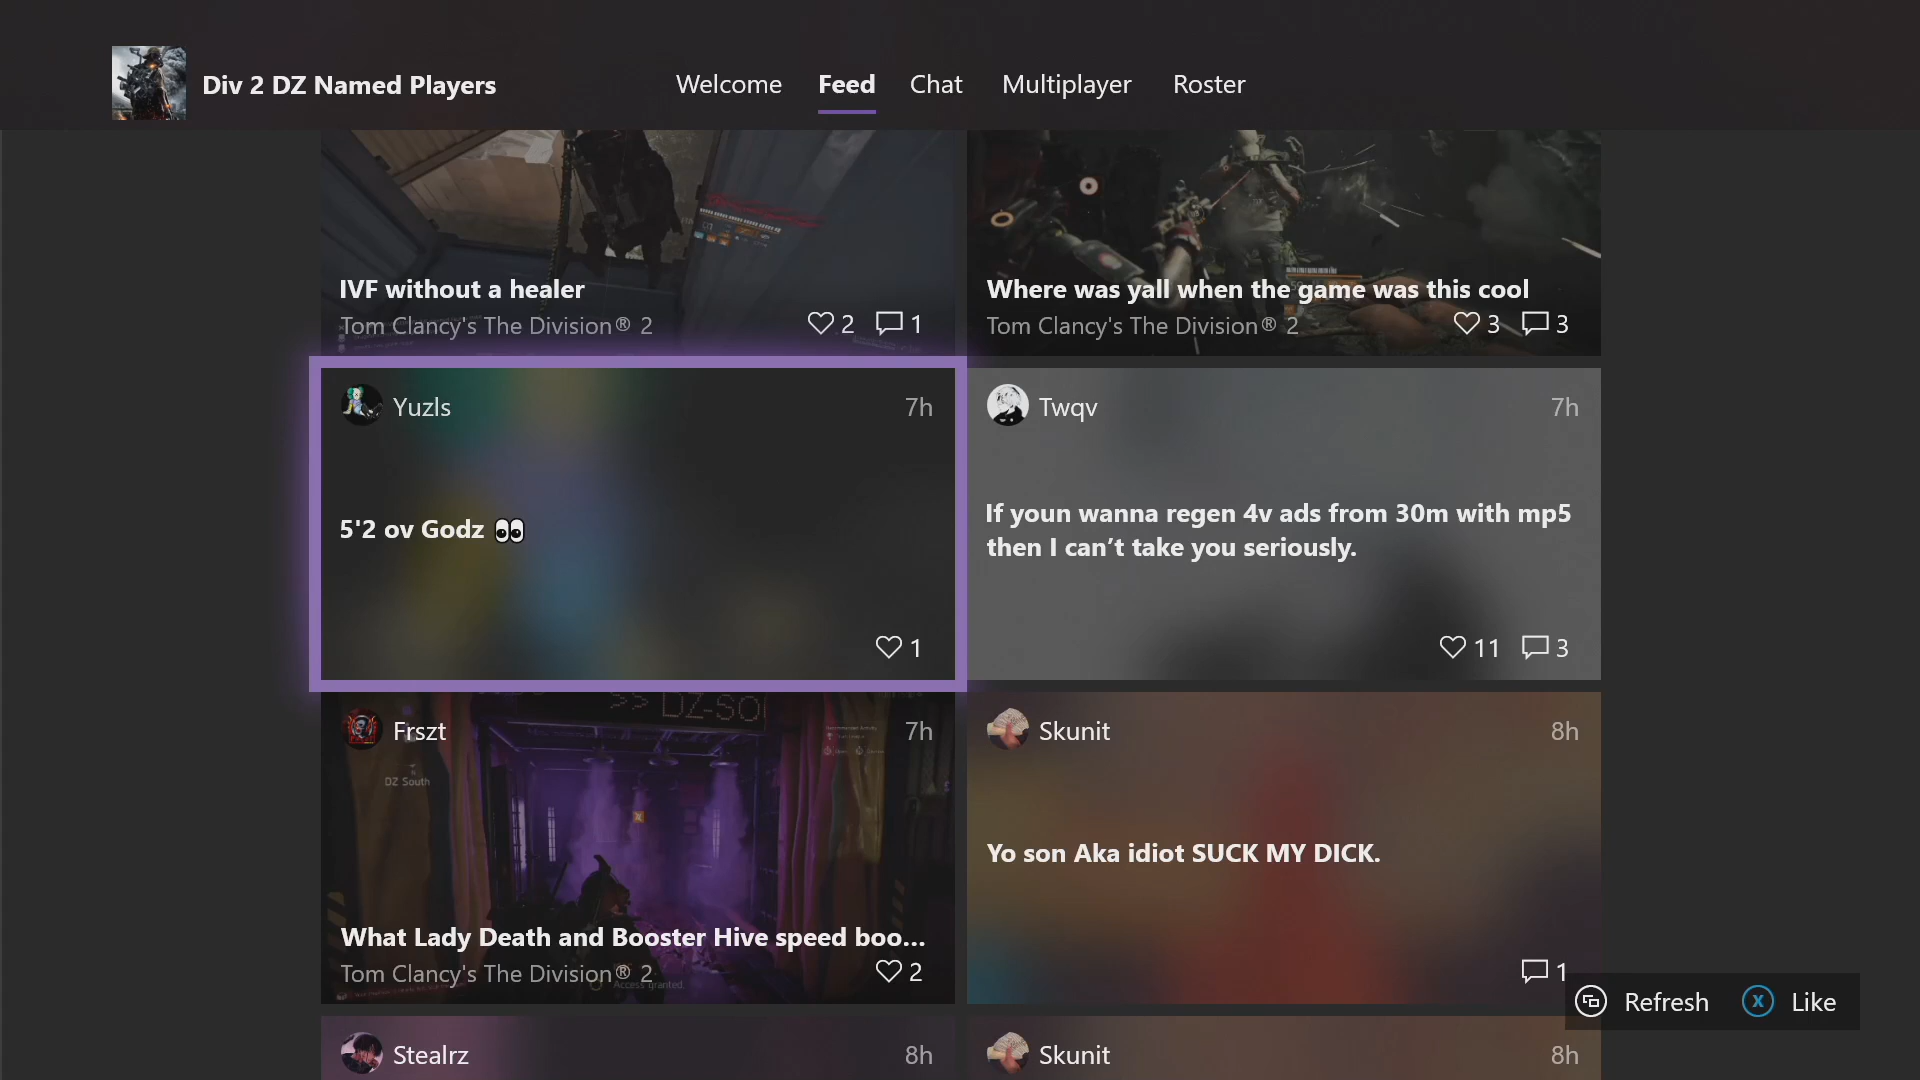 Div 2 DZ Named Players
Welcome
Feed
Chat
Multiplayer
Roster
IVF without a healer
Tom Clancy's The Division® 2
2
1
Where was yall when the game was this cool
Tom Clancy's The Division® 2
3
3
Yuzls
7h
5'2 ov Godz 👀
1
Twqv
7h
If youn wanna regen 4v ads from 30m with mp5
then I can’t take you seriously.
11
3
Frszt
7h
>> DZ-SO
DZ South
What Lady Death and Booster Hive speed boo...
Tom Clancy's The Division® 2
Access granted.
2
Skunit
8h
Yo son Aka idiot SUCK MY DICK.
1
Refresh
X
Like
Stealrz
8h
Skunit
8h